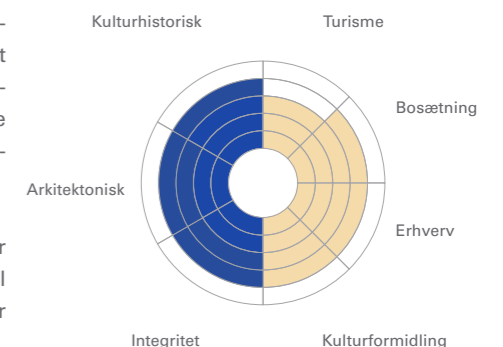 Kulturhistorisk
Turisme
Bosætning
Arkitektonisk
Erhverv
Integritet
Kulturformidling